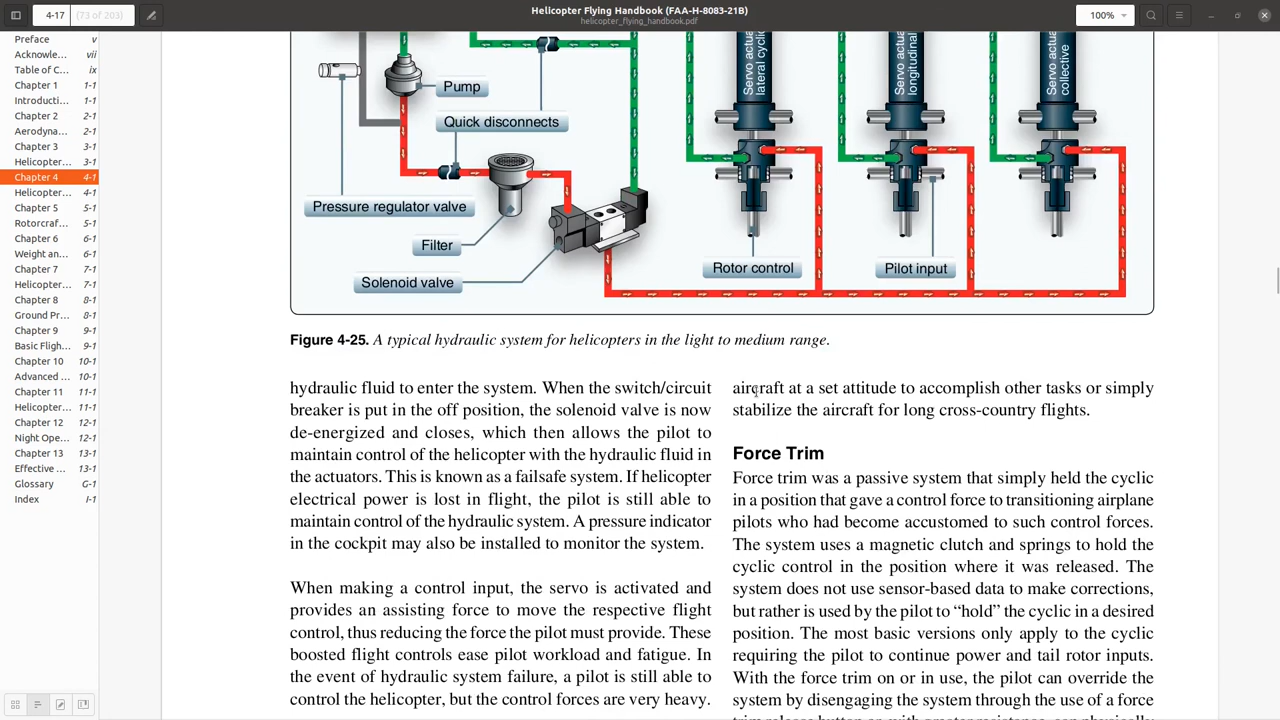 4-17
(73 of 203)
Helicopter Flying Handbook (FAA-H-8083-21B)
helicopter_flying_handbook.pdf
100%
Preface v
Acknowle... vii
Table of C... ix
Chapter 1 1-1
Introducti... 1-1
Chapter 2 2-1
Aerodyna... 2-1
Chapter 3 3-1
Helicopter... 3-1
Chapter 4 4-1
Helicopter... 4-1
Chapter 5 5-1
Rotorcraf... 5-1
Chapter 6 6-1
Weight an... 6-1
Chapter 7 7-1
Helicopter... 7-1
Chapter 8 8-1
Ground Pr... 8-1
Chapter 9 9-1
Basic Fligh... 9-1
Chapter 10 10-1
Advanced ... 10-1
Chapter 11 11-1
Helicopter... 11-1
Chapter 12 12-1
Night Ope... 12-1
Chapter 13 13-1
Effective ... 13-1
Glossary G-1
Index I-1
Pump
Quick disconnects
Pressure regulator valve
Filter
Solenoid valve
Servo actua
lateral cyclic
Servo actua
longitudinal
Servo actua
collective
Rotor control
Pilot input
Figure 4-25. A typical hydraulic system for helicopters in the light to medium range.
hydraulic fluid to enter the system. When the switch/circuit
breaker is put in the off position, the solenoid valve is now
de-energized and closes, which then allows the pilot to
maintain control of the helicopter with the hydraulic fluid in
the actuators. This is known as a failsafe system. If helicopter
electrical power is lost in flight, the pilot is still able to
maintain control of the hydraulic system. A pressure indicator
in the cockpit may also be installed to monitor the system.
When making a control input, the servo is activated and
provides an assisting force to move the respective flight
control, thus reducing the force the pilot must provide. These
boosted flight controls ease pilot workload and fatigue. In
the event of hydraulic system failure, a pilot is still able to
control the helicopter, but the control forces are very heavy.
aircraft at a set attitude to accomplish other tasks or simply
stabilize the aircraft for long cross-country flights.
Force Trim
Force trim was a passive system that simply held the cyclic
in a position that gave a control force to transitioning airplane
pilots who had become accustomed to such control forces.
The system uses a magnetic clutch and springs to hold the
cyclic control in the position where it was released. The
system does not use sensor-based data to make corrections,
but rather is used by the pilot to “hold” the cyclic in a desired
position. The most basic versions only apply to the cyclic
requiring the pilot to continue power and tail rotor inputs.
With the force trim on or in use, the pilot can override the
system by disengaging the system through the use of a force